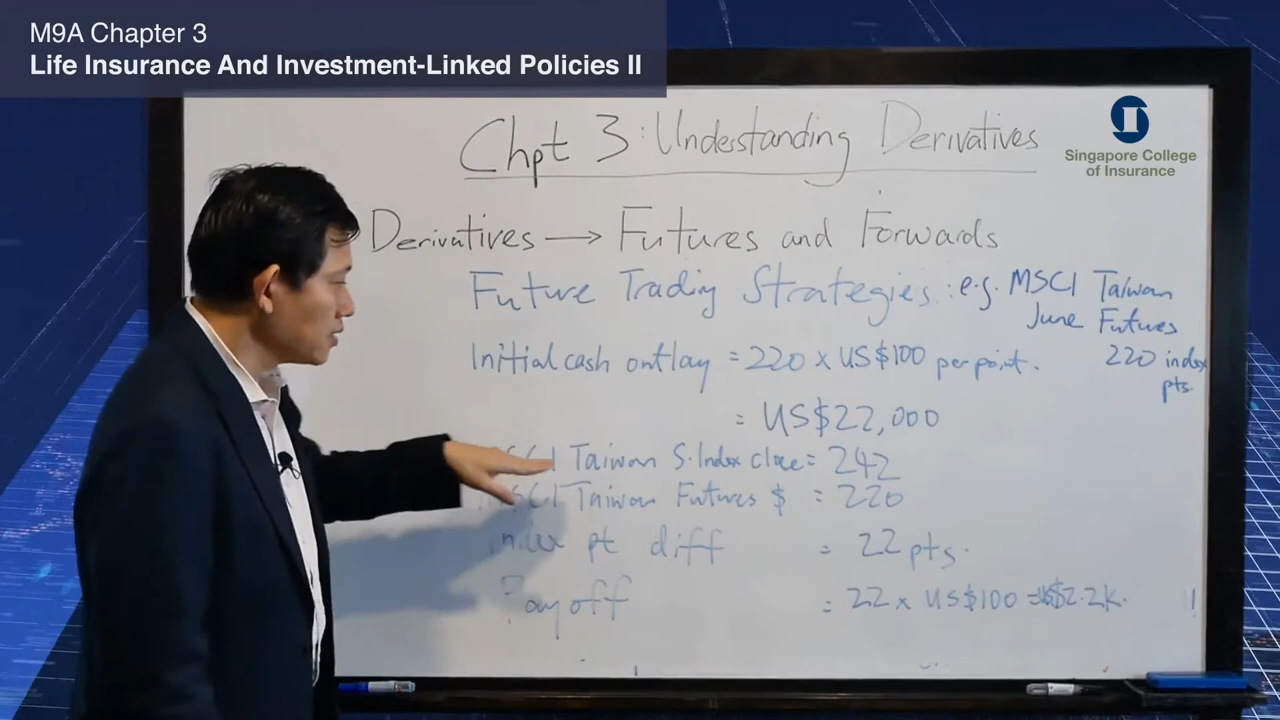 M9A Chapter 3
Life Insurance And Investment-Linked Policies II
Singapore College
of Insurance
Chpt 3: Understanding Derivatives
Derivatives → Futures and Forwards
Future Trading Strategies: e.g. MSCI Taiwan
June Futures
Initial cash outlay = 220 x US$100 per point.
220 index
pts
= US$22,000
Taiwan S. Index close = 242
Taiwan Futures $ = 220
pt diff = 22 pts.
Payoff = 22 x US$100 = US$2.2K.